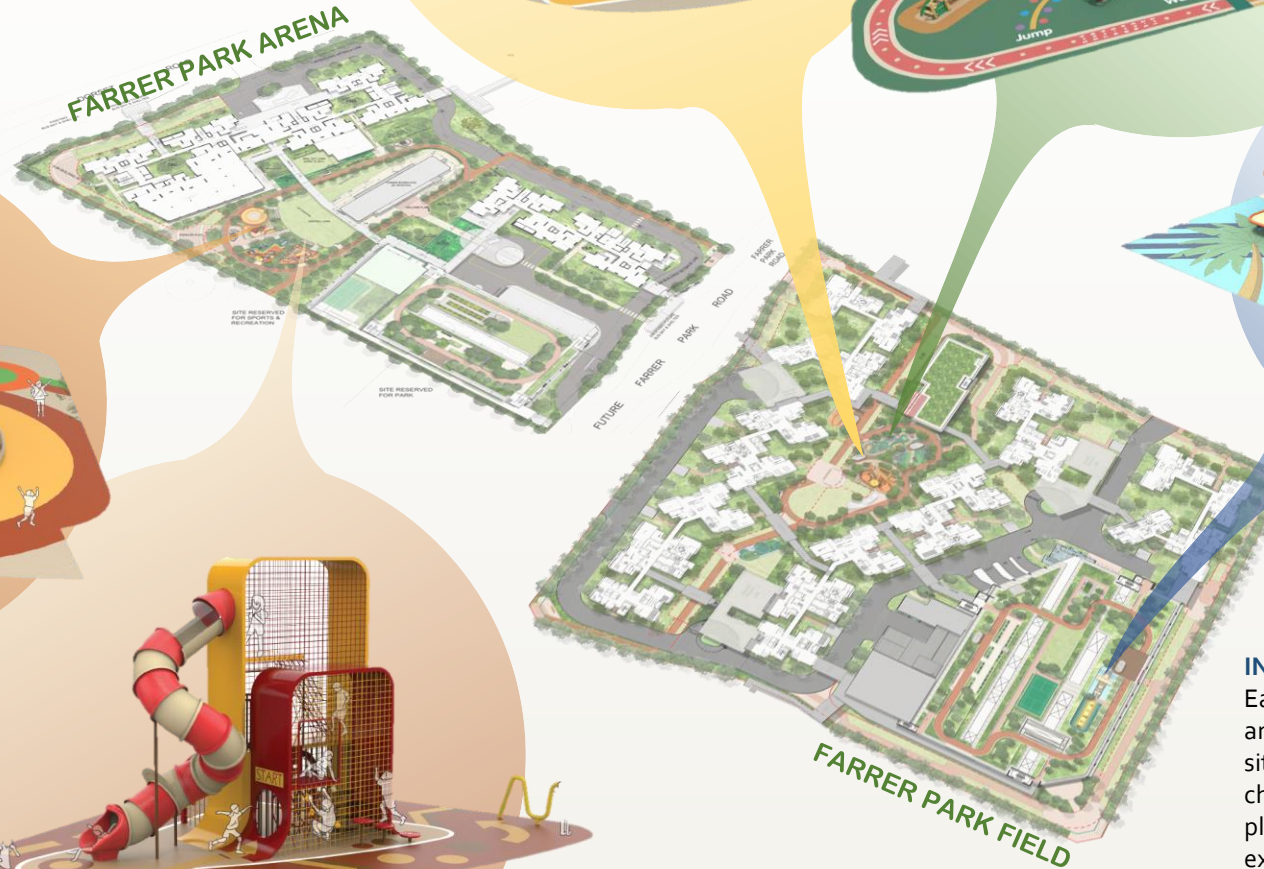 FARRER PARK ARENA
Jump
SITE RESERVED
FOR SPORTS &
RECREATION
SITE RESERVED
FOR PARK
FARRER
PARK
ROAD
FUTURE FARRER PARK ROAD
START
FARRER PARK FIELD
IN
Ea
ar
sit
ch
pl
ex